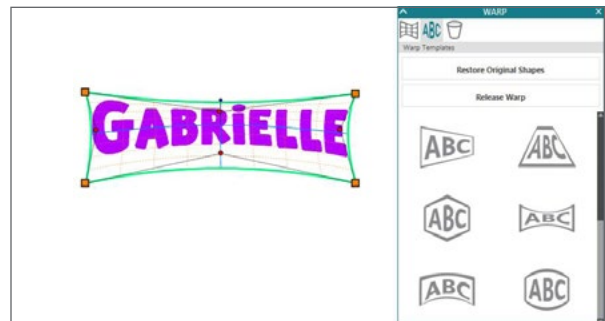 WARP
ABC
Warp Templates
Restore Original Shapes
Release Warp
GABRiELLE
ABC
ABC
ABC
ABC
ABC
ABC